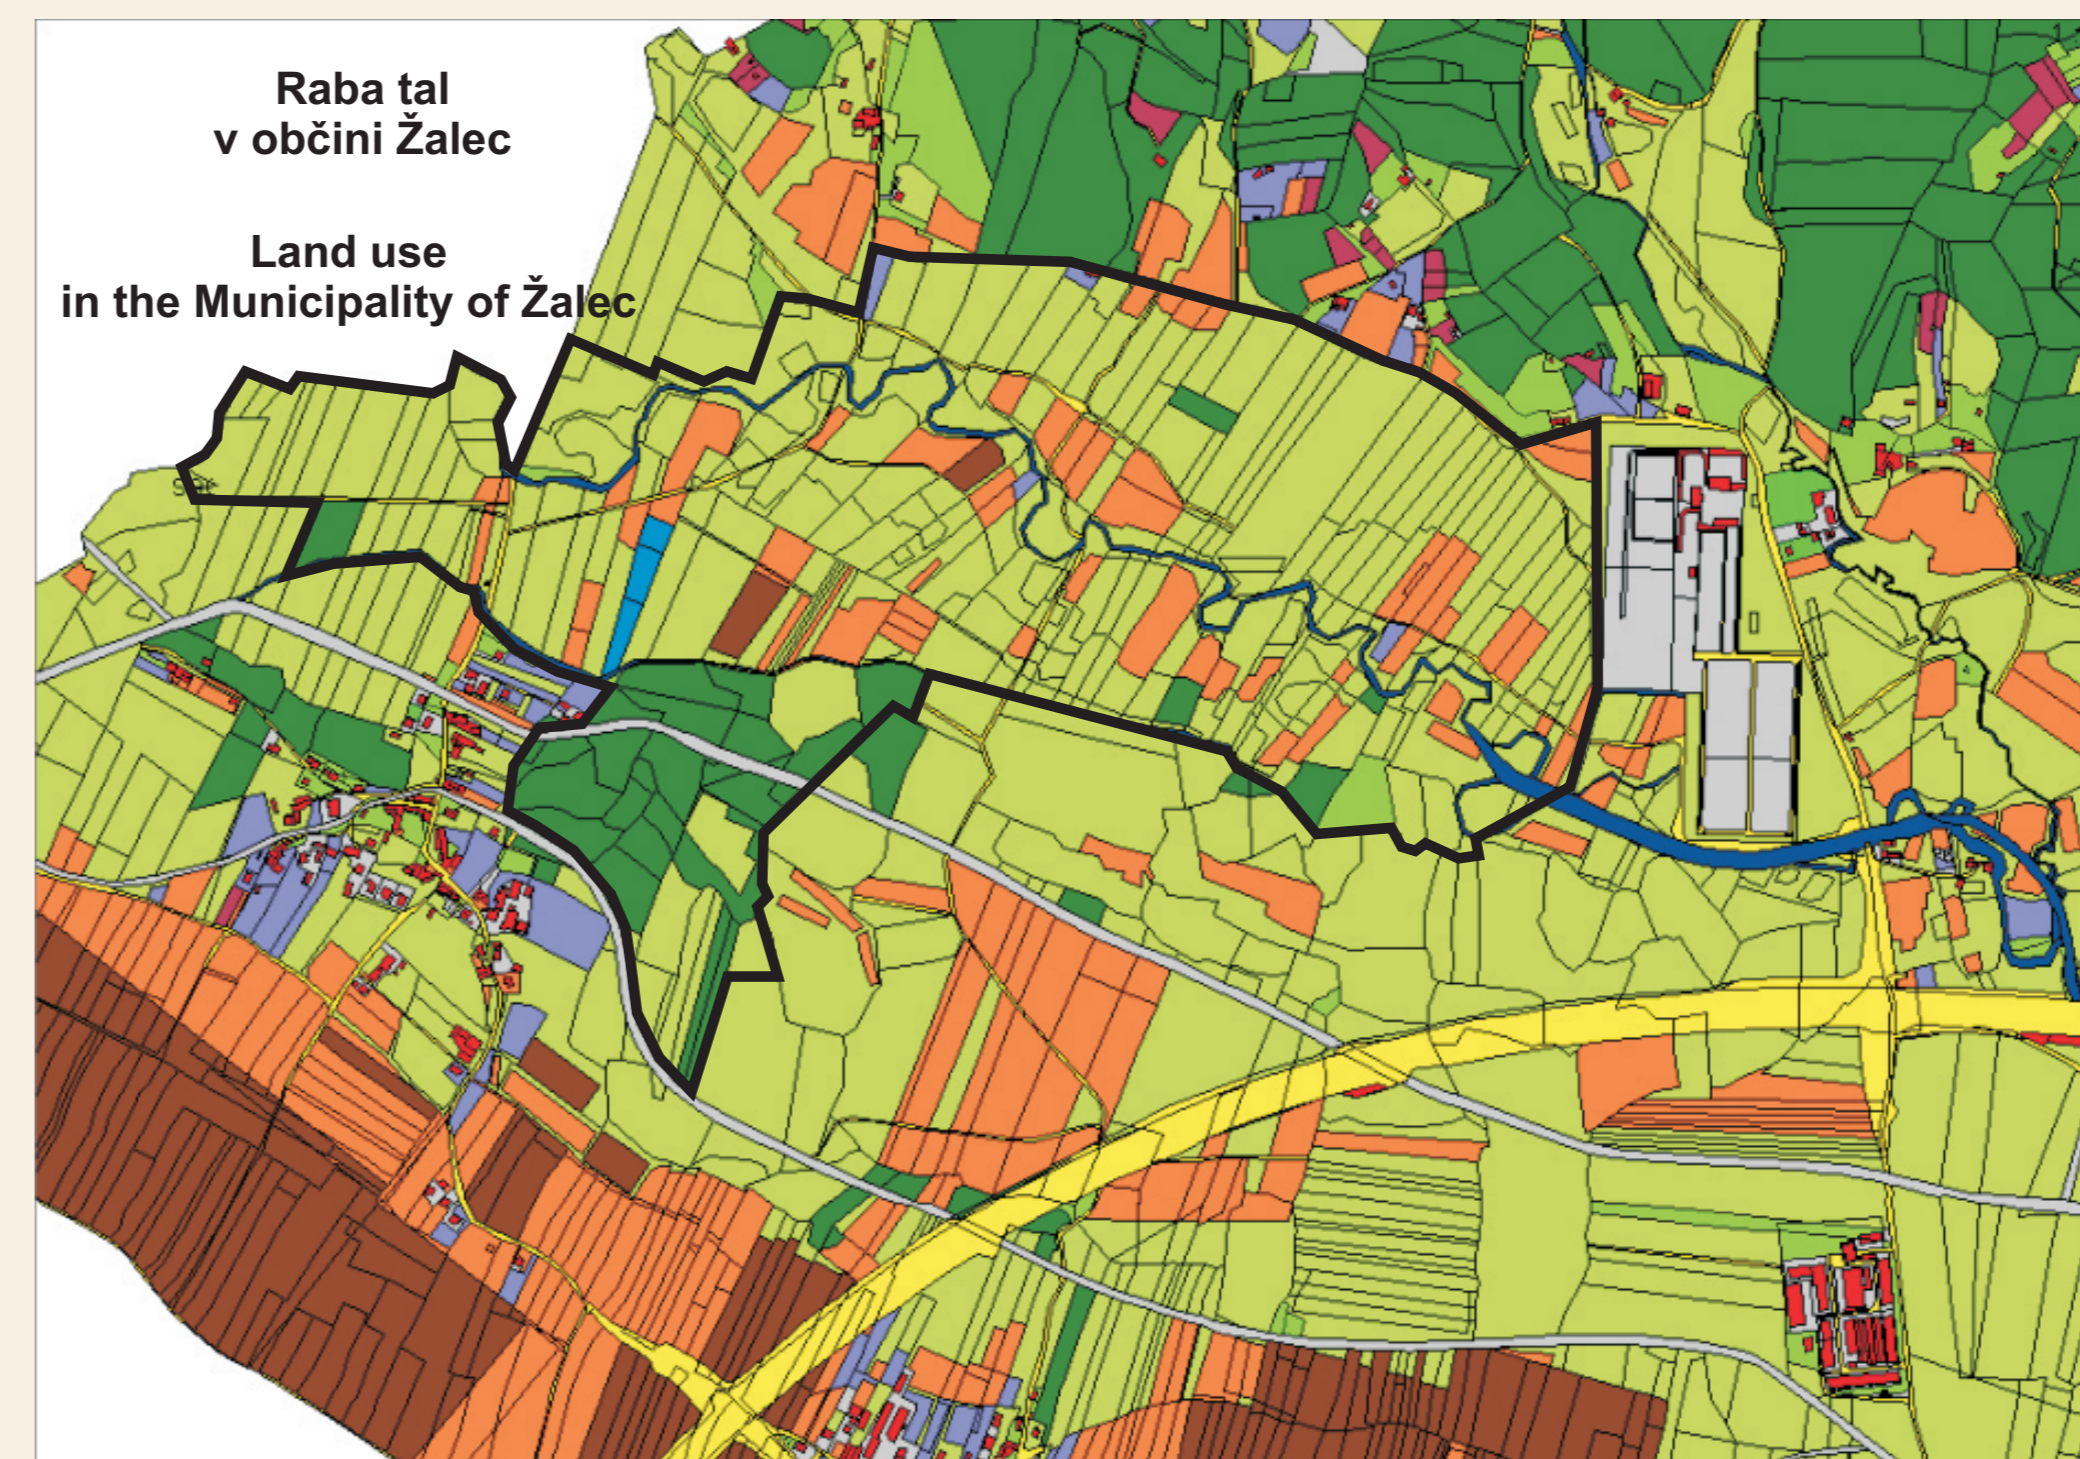 Raba tal
v občini Žalec
Land use
in the Municipality of Žalec